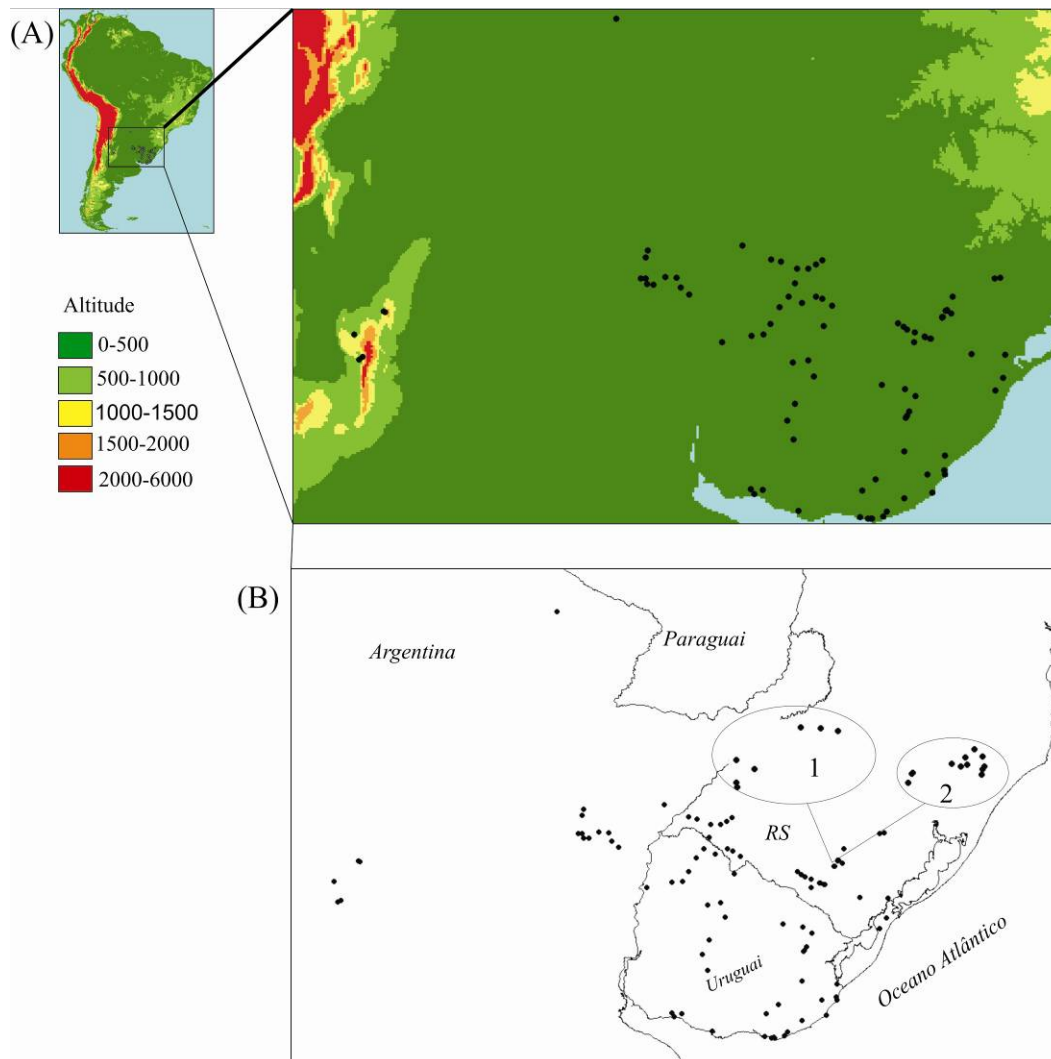 (A)
Altitude
0-500
500-1000
1000-1500
1500-2000
2000-6000
(B)
Argentina
Paraguai
1
2
RS
Uruguai
Oceano Atlântico